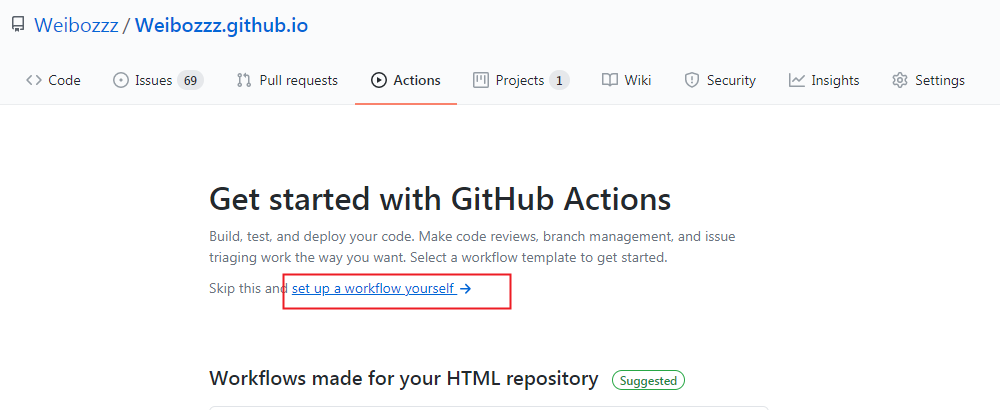 Weibozzz / Weibozzz.github.io
Code Issues 69 Pull requests Actions Projects 1 Wiki Security Insights Settings
Get started with GitHub Actions
Build, test, and deploy your code. Make code reviews, branch management, and issue
triaging work the way you want. Select a workflow template to get started.
Skip this and set up a workflow yourself →
Workflows made for your HTML repository Suggested